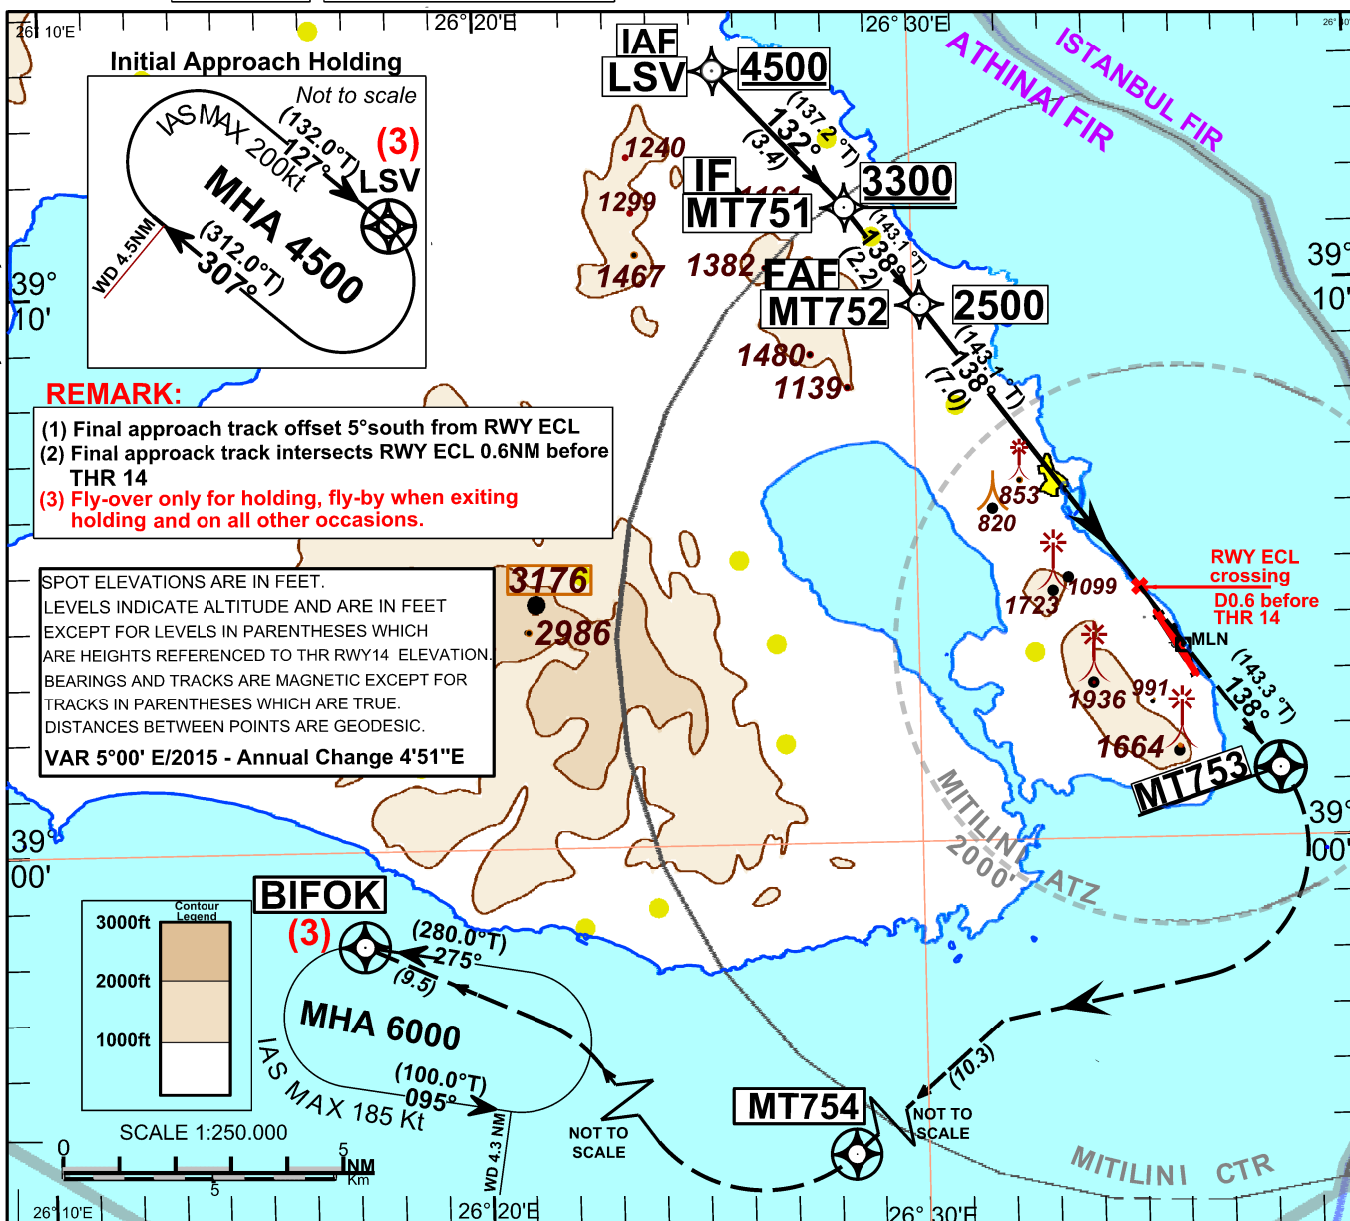 26°10'E
26°20'E
26°30'E
Initial Approach Holding
Not to scale
IAS MAX 200kt
(132.0°T)
127°
(3)
LSV
MHA 4500
(312.0°T)
307°
WD 4.5NM
IAF
LSV
4500
(137.2°T)
132°
(3.4)
ISTANBUL FIR
ATHINAI FIR
1240
1299
1467
IF
MT751
3300
1161
1382
(143.1°T)
138°
(2.2)
FAF
MT752
2500
1480
1139
(143.1°T)
138°
(7.0)
39°
10'
39°
10'
REMARK:
(1) Final approach track offset 5°south from RWY ECL
(2) Final approack track intersects RWY ECL 0.6NM before
THR 14
(3) Fly-over only for holding, fly-by when exiting
holding and on all other occasions.
853
820
1099
1723
RWY ECL
crossing
D0.6 before
THR 14
MLN
3176
2986
SPOT ELEVATIONS ARE IN FEET.
LEVELS INDICATE ALTITUDE AND ARE IN FEET
EXCEPT FOR LEVELS IN PARENTHESES WHICH
ARE HEIGHTS REFERENCED TO THR RWY14 ELEVATION.
BEARINGS AND TRACKS ARE MAGNETIC EXCEPT FOR
TRACKS IN PARENTHESES WHICH ARE TRUE.
DISTANCES BETWEEN POINTS ARE GEODESIC.
VAR 5°00' E/2015 - Annual Change 4'51"E
1936
991
1664
(143.3°T)
138°
MT753
MITILINI ATZ
2000'
39°
00'
39°
00'
Contour
Legend
3000ft
2000ft
1000ft
BIFOK
(3)
(280.0°T)
275°
(9.5)
MHA 6000
(100.0°T)
095°
IAS MAX 185 Kt
WD 4.3 NM
NOT TO
SCALE
MT754
NOT TO
SCALE
(10.3)
MITILINI CTR
SCALE 1:250.000
0
5
NM
Km
5
26°10'E
26°20'E
26°30'E